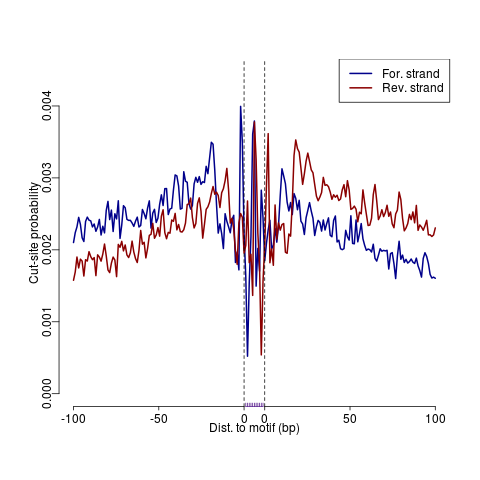 For. strand
Rev. strand
0.004
0.003
0.002
0.001
0.000
Cut-site probability
-100 -50 0 0 50 100
Dist. to motif (bp)